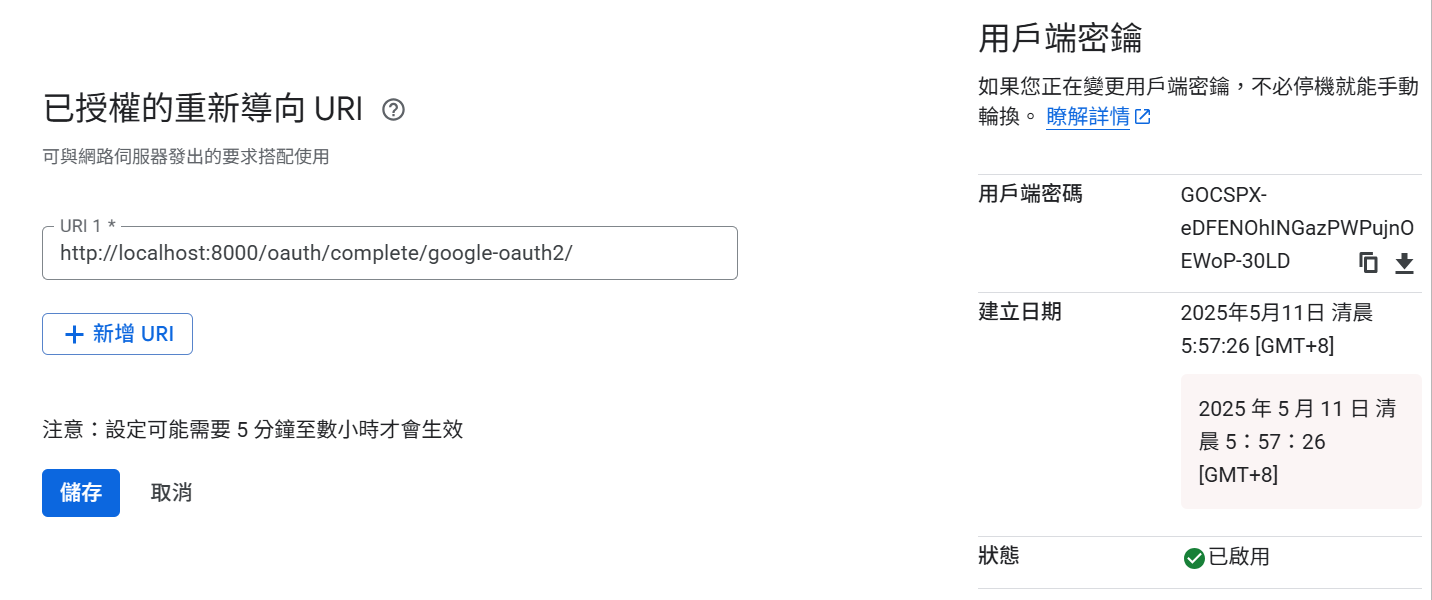 已授權的重新導向 URI
可與網路伺服器發出的要求搭配使用
URI 1 *
http://localhost:8000/oauth/complete/google-oauth2/
新增 URI
注意：設定可能需要 5 分鐘至數小時才會生效
儲存
取消
用戶端密鑰
如果您正在變更用戶端密鑰，不必停機就能手動
輪換。 瞭解詳情
用戶端密碼
GOCSPX-
eDFENOhINGazPWPujnO
EWoP-30LD
建立日期
2025年5月11日 清晨
5:57:26 [GMT+8]
2025 年 5 月 11 日 清
晨 5：57：26
[GMT+8]
狀態
已啟用